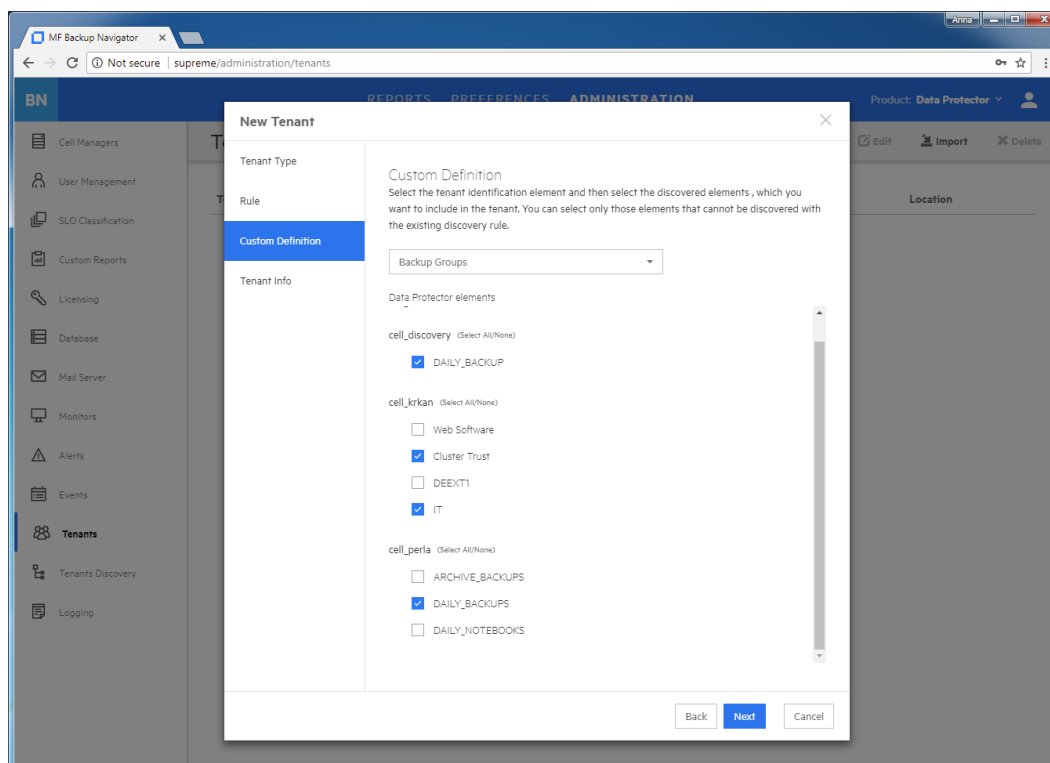 Anna
MF Backup Navigator
Not secure | supreme/administration/tenants
BN
REPORTS PREFERENCES ADMINISTRATION
Product: Data Protector
Edit Import Delete
Location
Cell Managers
User Management
SLO Classification
Custom Reports
Licensing
Database
Mail Server
Monitors
Alerts
Events
Tenants
Tenants Discovery
Logging
New Tenant
Tenant Type
Rule
Custom Definition
Tenant Info
Custom Definition
Select the tenant identification element and then select the discovered elements , which you
want to include in the tenant. You can select only those elements that cannot be discovered with
the existing discovery rule.
Backup Groups
Data Protector elements
cell_discovery (Select All/None)
DAILY_BACKUP
cell_krkan (Select All/None)
Web Software
Cluster Trust
DEEXT1
IT
cell_perla (Select All/None)
ARCHIVE_BACKUPS
DAILY_BACKUPS
DAILY_NOTEBOOKS
Back Next Cancel